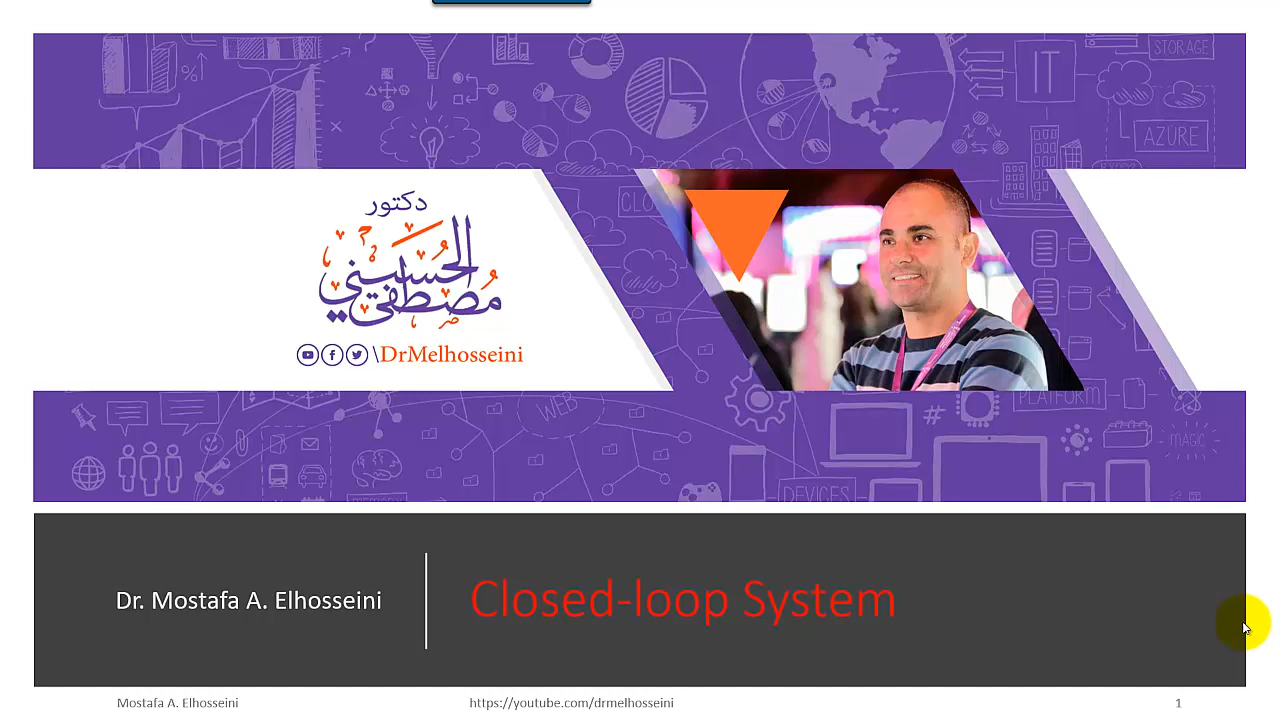 STORAGE
IT
AZURE
CLO
دكتور
الحسيني
مصطفى
\DrMelhosseini
PLATFORM
WEB
MAGIC
DEVICES
Dr. Mostafa A. Elhosseini
Closed-loop System
Mostafa A. Elhosseini
https://youtube.com/drmelhosseini
1